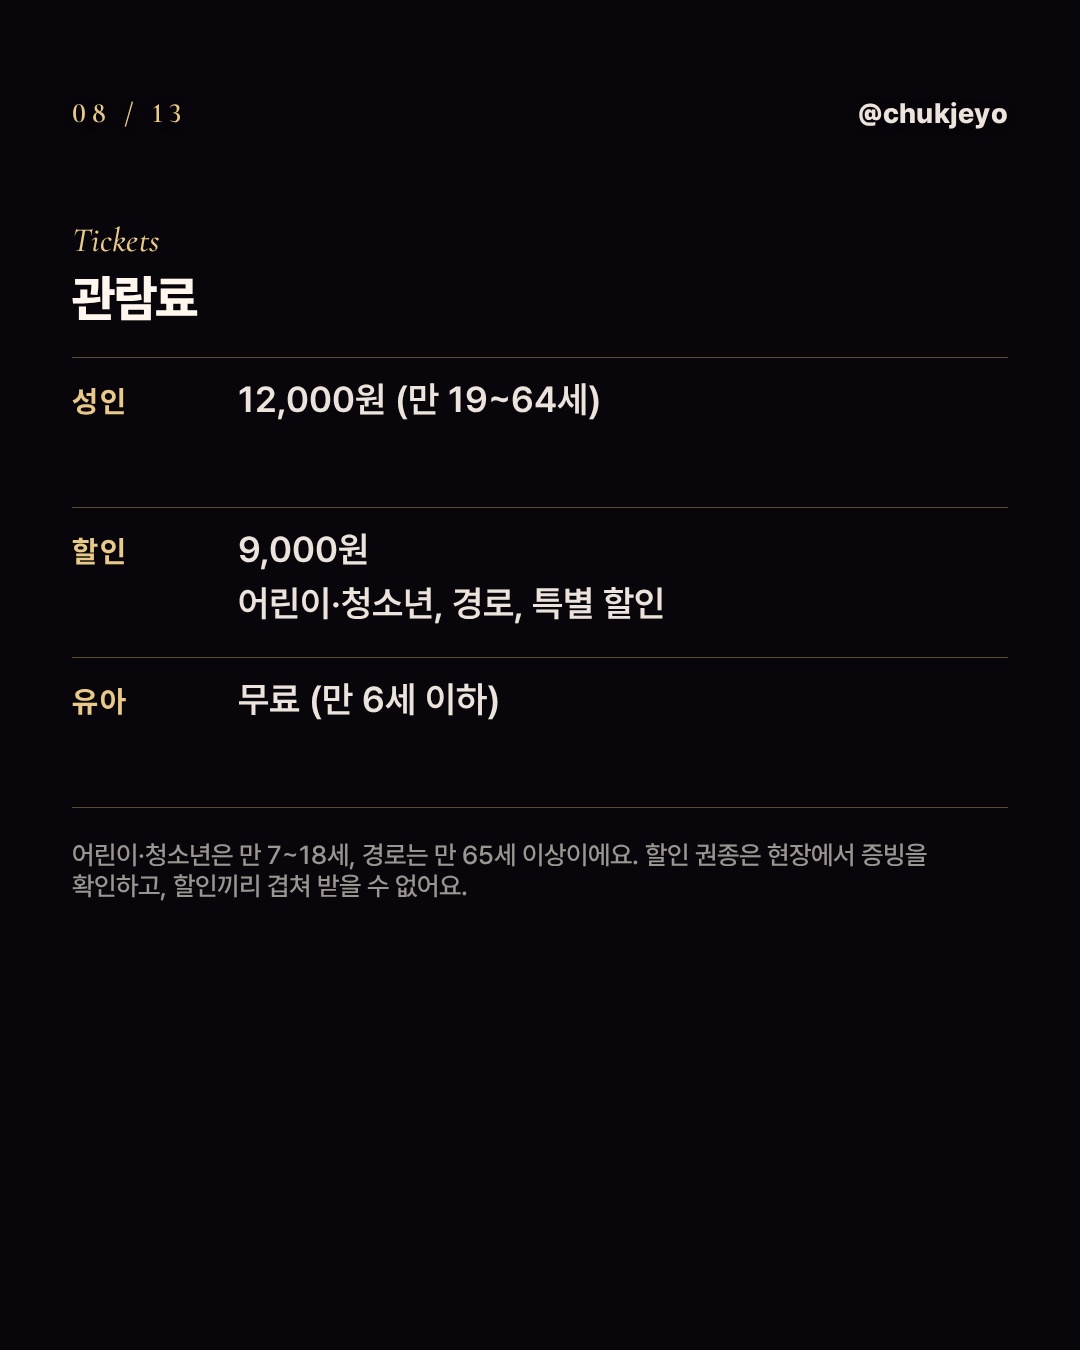 08 / 13
@chukjeyo
Tickets
관람료
성인
12,000원 (만 19~64세)
할인
9,000원
어린이·청소년, 경로, 특별 할인
유아
무료 (만 6세 이하)
어린이·청소년은 만 7~18세, 경로는 만 65세 이상이에요. 할인 권종은 현장에서 증빙을
확인하고, 할인끼리 겹쳐 받을 수 없어요.